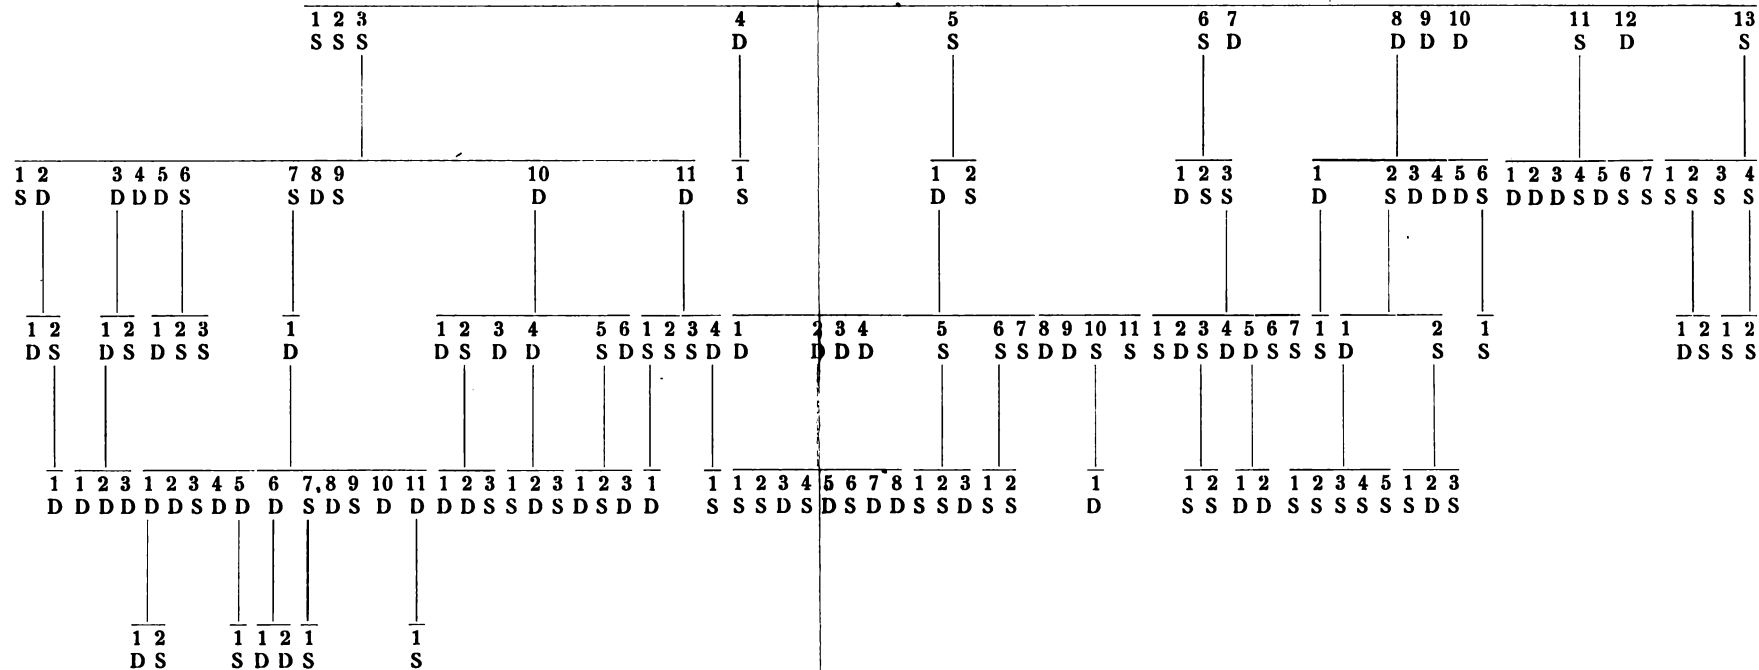 1 2 3 4 5 6 7 8 9 10 11 12 13
S S S D S S D D D D S D S
1 2 3 4 5 6 7 8 9 10 11 1 1 2 1 2 3 1 2 3 4 5 6 1 2 3 4 5 6 7 1 2 3 4
S D D D D S S D S D D S D S D S S D S D D D S D D D S D S S S S S S
1 2 1 2 1 2 3 1 1 2 3 4 5 6 1 2 3 4 1 2 3 4 5 6 7 8 9 10 11 1 2 3 4 5 6 7 1 1 2 1 1 2 1 2
D S D S D S S D D S D D S D S S S D D D D D S S S D D S S S D S D D S S S D S S D S S S
1 1 2 3 1 2 3 4 5 6 7 8 9 10 11 1 2 3 1 2 3 1 2 3 1 1 1 2 3 4 5 6 7 8 1 2 3 1 2 1 1 2 1 2 1 2 3 4 5 1 2 3
D D D D D D S D D D S D S D D D D S S D S D S D D S S S D S D S D D S S D S S D S S D D S S S S S S D S
1 2 1 1 2 1 1
D S S D D S S